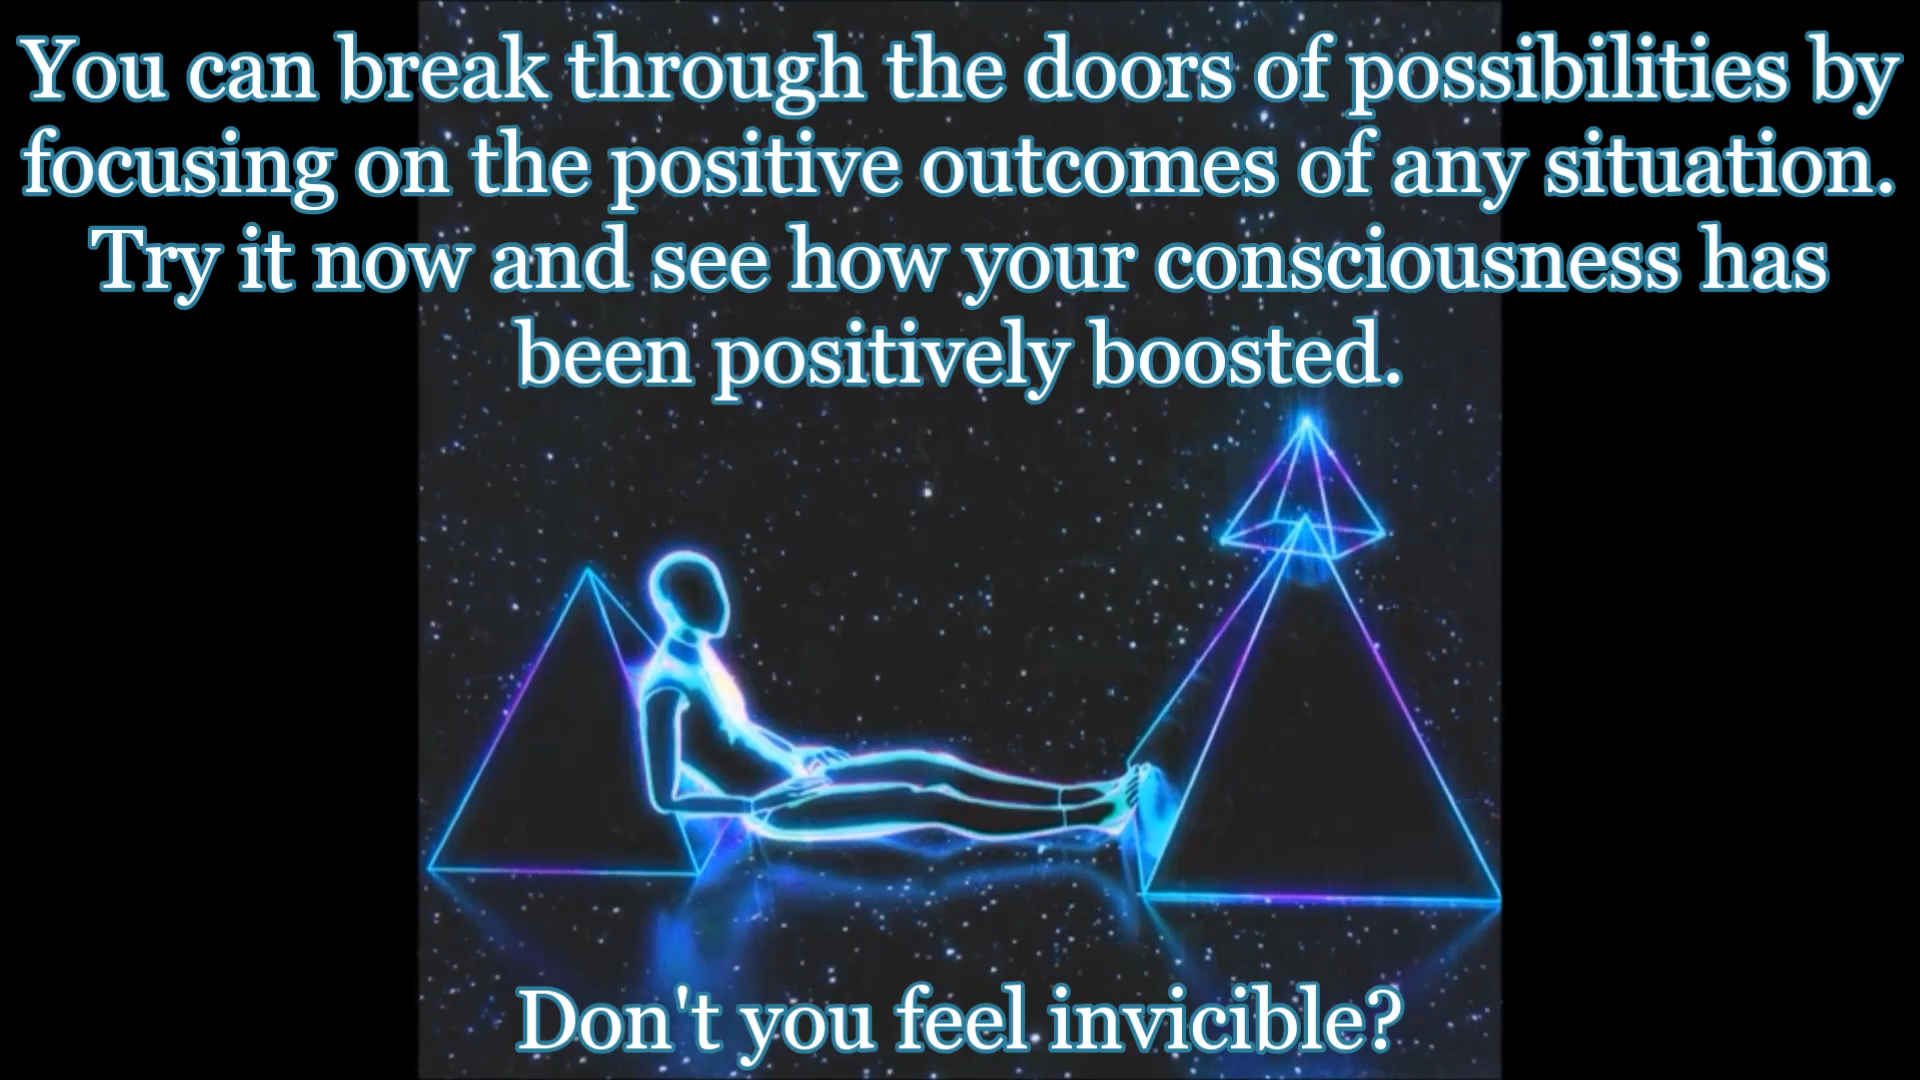 You can break through the doors of possibilities by
focusing on the positive outcomes of any situation.
Try it now and see how your consciousness has
been positively boosted.
Don't you feel invicible?